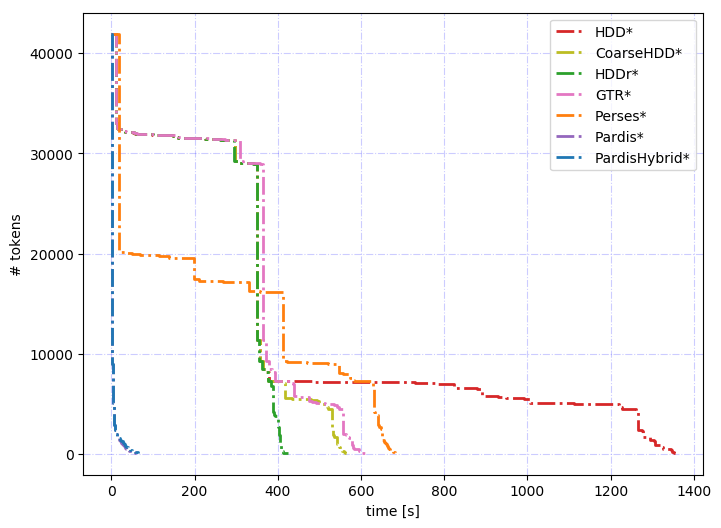 HDD*
CoarseHDD*
HDDr*
GTR*
Perses*
Pardis*
PardisHybrid*
# tokens
40000
30000
20000
10000
0
0 200 400 600 800 1000 1200 1400
time [s]